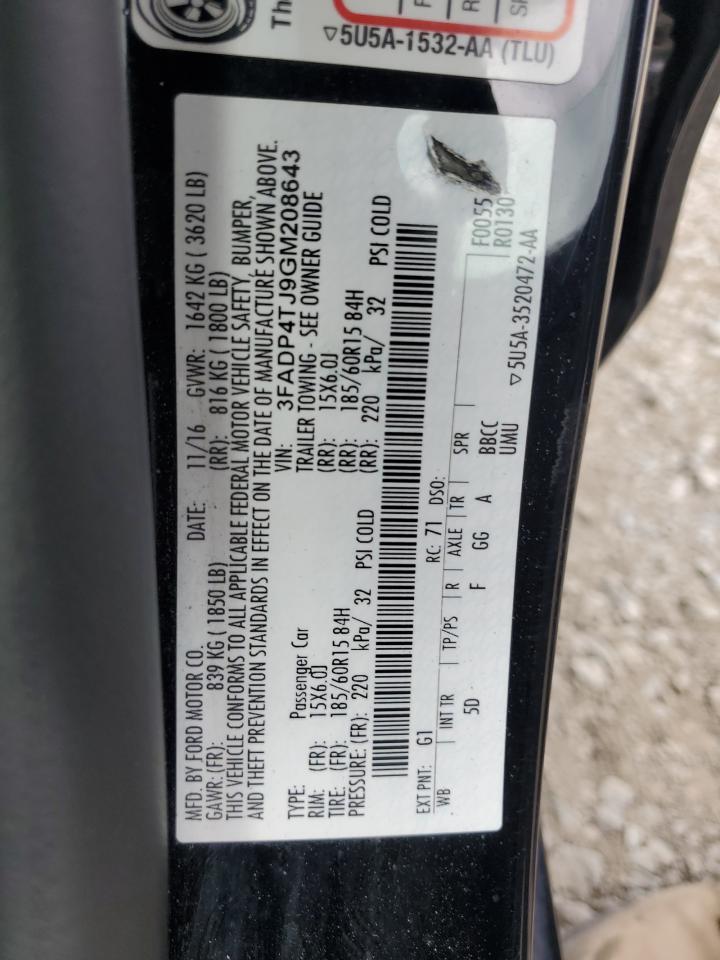 Th
F
R
SP
▽5U5A-1532-AA (TLU)
MFD. BY FORD MOTOR CO. DATE: 11/16 GVWR: 1642 KG ( 3620 LB)
GAWR: (FR): 839 KG ( 1850 LB) (RR): 816 KG ( 1800 LB)
THIS VEHICLE CONFORMS TO ALL APPLICABLE FEDERAL MOTOR VEHICLE SAFETY, BUMPER,
AND THEFT PREVENTION STANDARDS IN EFFECT ON THE DATE OF MANUFACTURE SHOWN ABOVE.
VIN: 3FADP4TJ9GM208643
TYPE: Passenger Car TRAILER TOWING - SEE OWNER GUIDE
RIM: (FR): 15X6.0J (RR): 15X6.0J
TIRE: (FR): 185/60R15 84H (RR): 185/60R15 84H
PRESSURE: (FR): 220 kPa/ 32 PSI COLD (RR): 220 kPa/ 32 PSI COLD
EXT PNT: G1 RC: 71 DSO: F0055
WB INT TR TP/PS R AXLE TR SPR R0130
5D F GG A BBCC
UMU ▽5U5A-3520472-AA